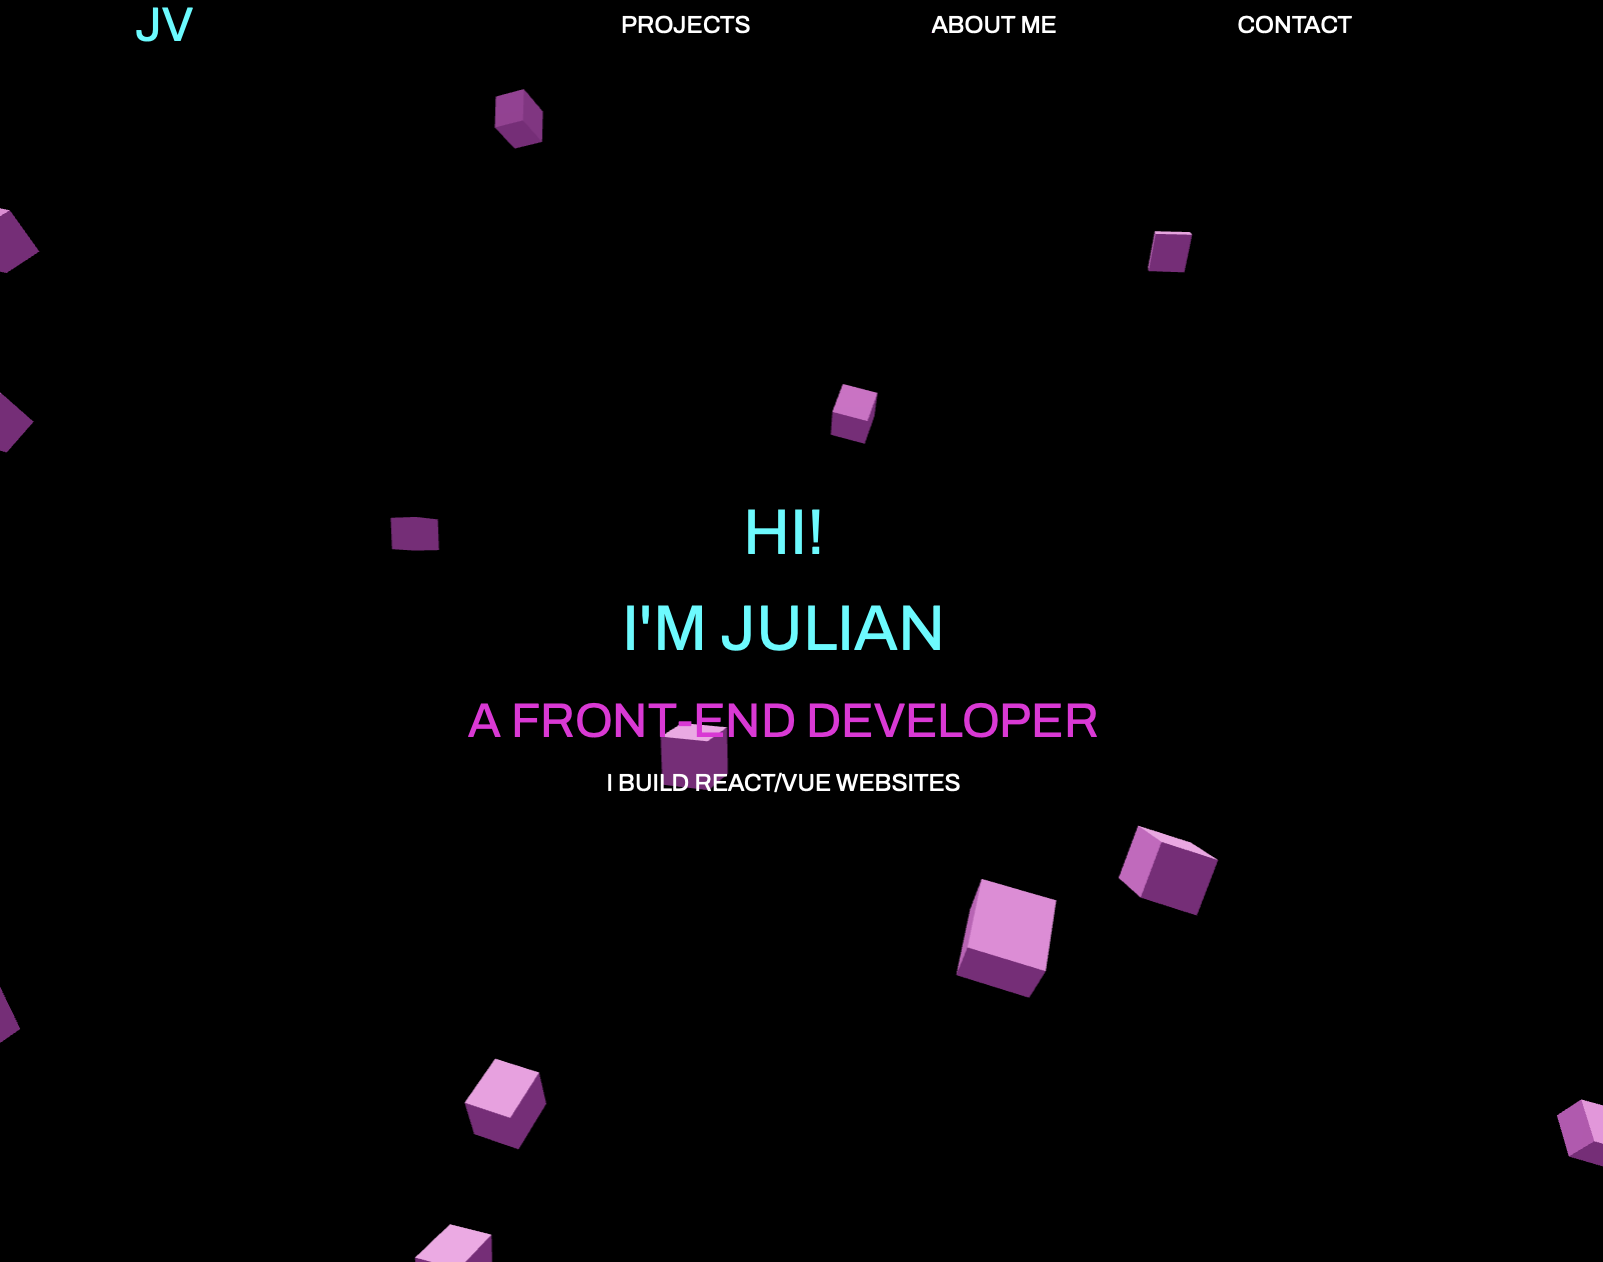 JV
PROJECTS ABOUT ME CONTACT
HI!
I'M JULIAN
A FRONT-END DEVELOPER
I BUILD REACT/VUE WEBSITES